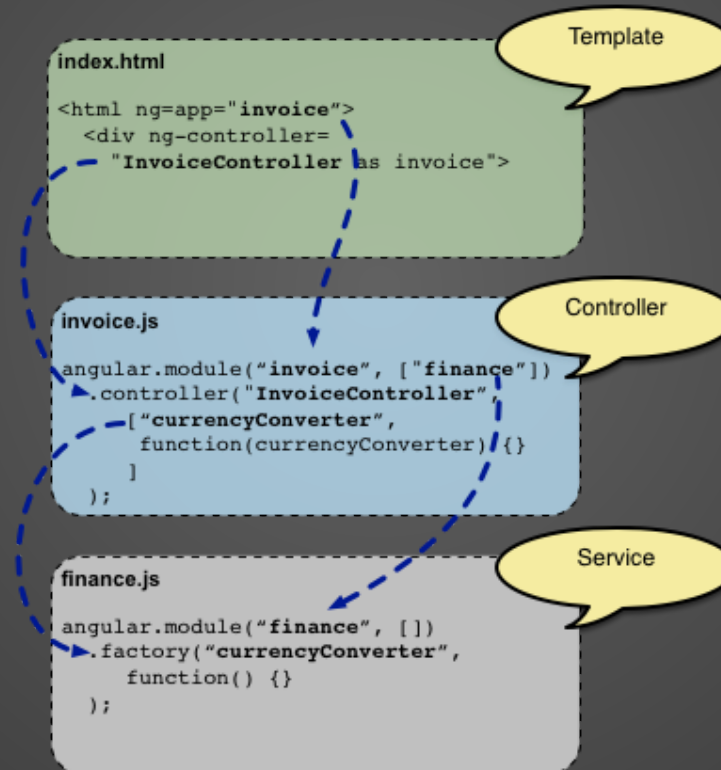 Template
index.html
<html ng=app="invoice“>
<div ng-controller=
"InvoiceController as invoice">
Controller
invoice.js
angular.module(“invoice”, ["finance”])
.controller("InvoiceController”,
[“currencyConverter”,
function(currencyConverter) {}
]
);
Service
finance.js
angular.module(“finance”, [])
.factory(“currencyConverter”,
function() {}
);